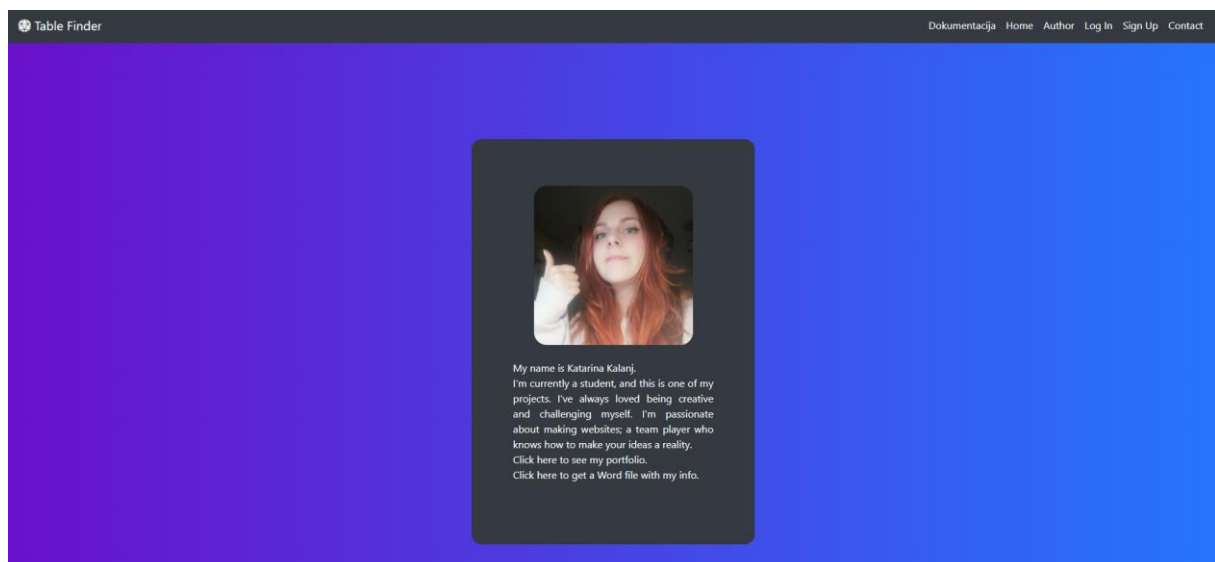 Table Finder
Dokumentacija Home Author Log In Sign Up Contact
My name is Katarina Kalanj.
I'm currently a student, and this is one of my
projects. I've always loved being creative
and challenging myself. I'm passionate
about making websites; a team player who
knows how to make your ideas a reality.
Click here to see my portfolio.
Click here to get a Word file with my info.